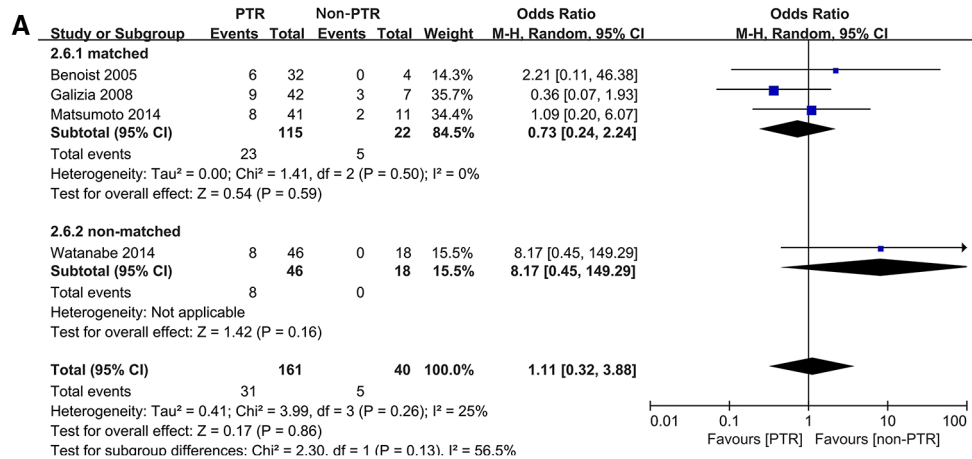 A
PTR Non-PTR Odds Ratio Odds Ratio
Study or Subgroup Events Total Events Total Weight M-H, Random, 95% CI M-H, Random, 95% CI
2.6.1 matched
Benoist 2005 6 32 0 4 14.3% 2.21 [0.11, 46.38]
Galizia 2008 9 42 3 7 35.7% 0.36 [0.07, 1.93]
Matsumoto 2014 8 41 2 11 34.4% 1.09 [0.20, 6.07]
Subtotal (95% CI) 115 22 84.5% 0.73 [0.24, 2.24]
Total events 23 5
Heterogeneity: Tau² = 0.00; Chi² = 1.41, df = 2 (P = 0.50); I² = 0%
Test for overall effect: Z = 0.54 (P = 0.59)
2.6.2 non-matched
Watanabe 2014 8 46 0 18 15.5% 8.17 [0.45, 149.29]
Subtotal (95% CI) 46 18 15.5% 8.17 [0.45, 149.29]
Total events 8 0
Heterogeneity: Not applicable
Test for overall effect: Z = 1.42 (P = 0.16)
Total (95% CI) 161 40 100.0% 1.11 [0.32, 3.88]
Total events 31 5
Heterogeneity: Tau² = 0.41; Chi² = 3.99, df = 3 (P = 0.26); I² = 25%
Test for overall effect: Z = 0.17 (P = 0.86)
Test for subgroup differences: Chi² = 2.30, df = 1 (P = 0.13), I² = 56.5%
0.01 0.1 1 10 100
Favours [PTR] Favours [non-PTR]